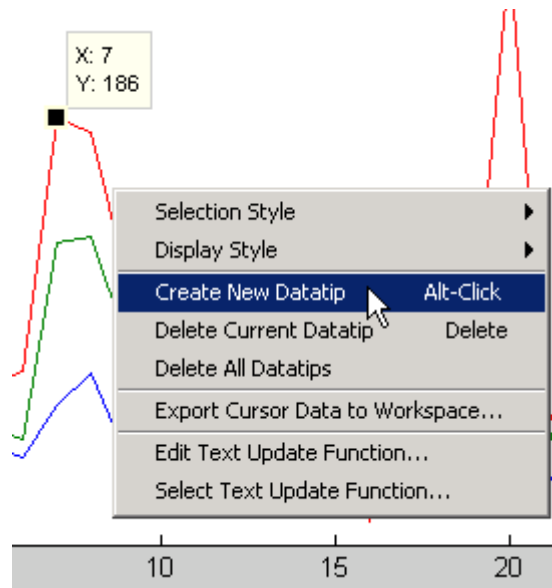 X: 7
Y: 186
Selection Style
Display Style
Create New Datatip Alt-Click
Delete Current Datatip Delete
Delete All Datatips
Export Cursor Data to Workspace...
Edit Text Update Function...
Select Text Update Function...
10 15 20